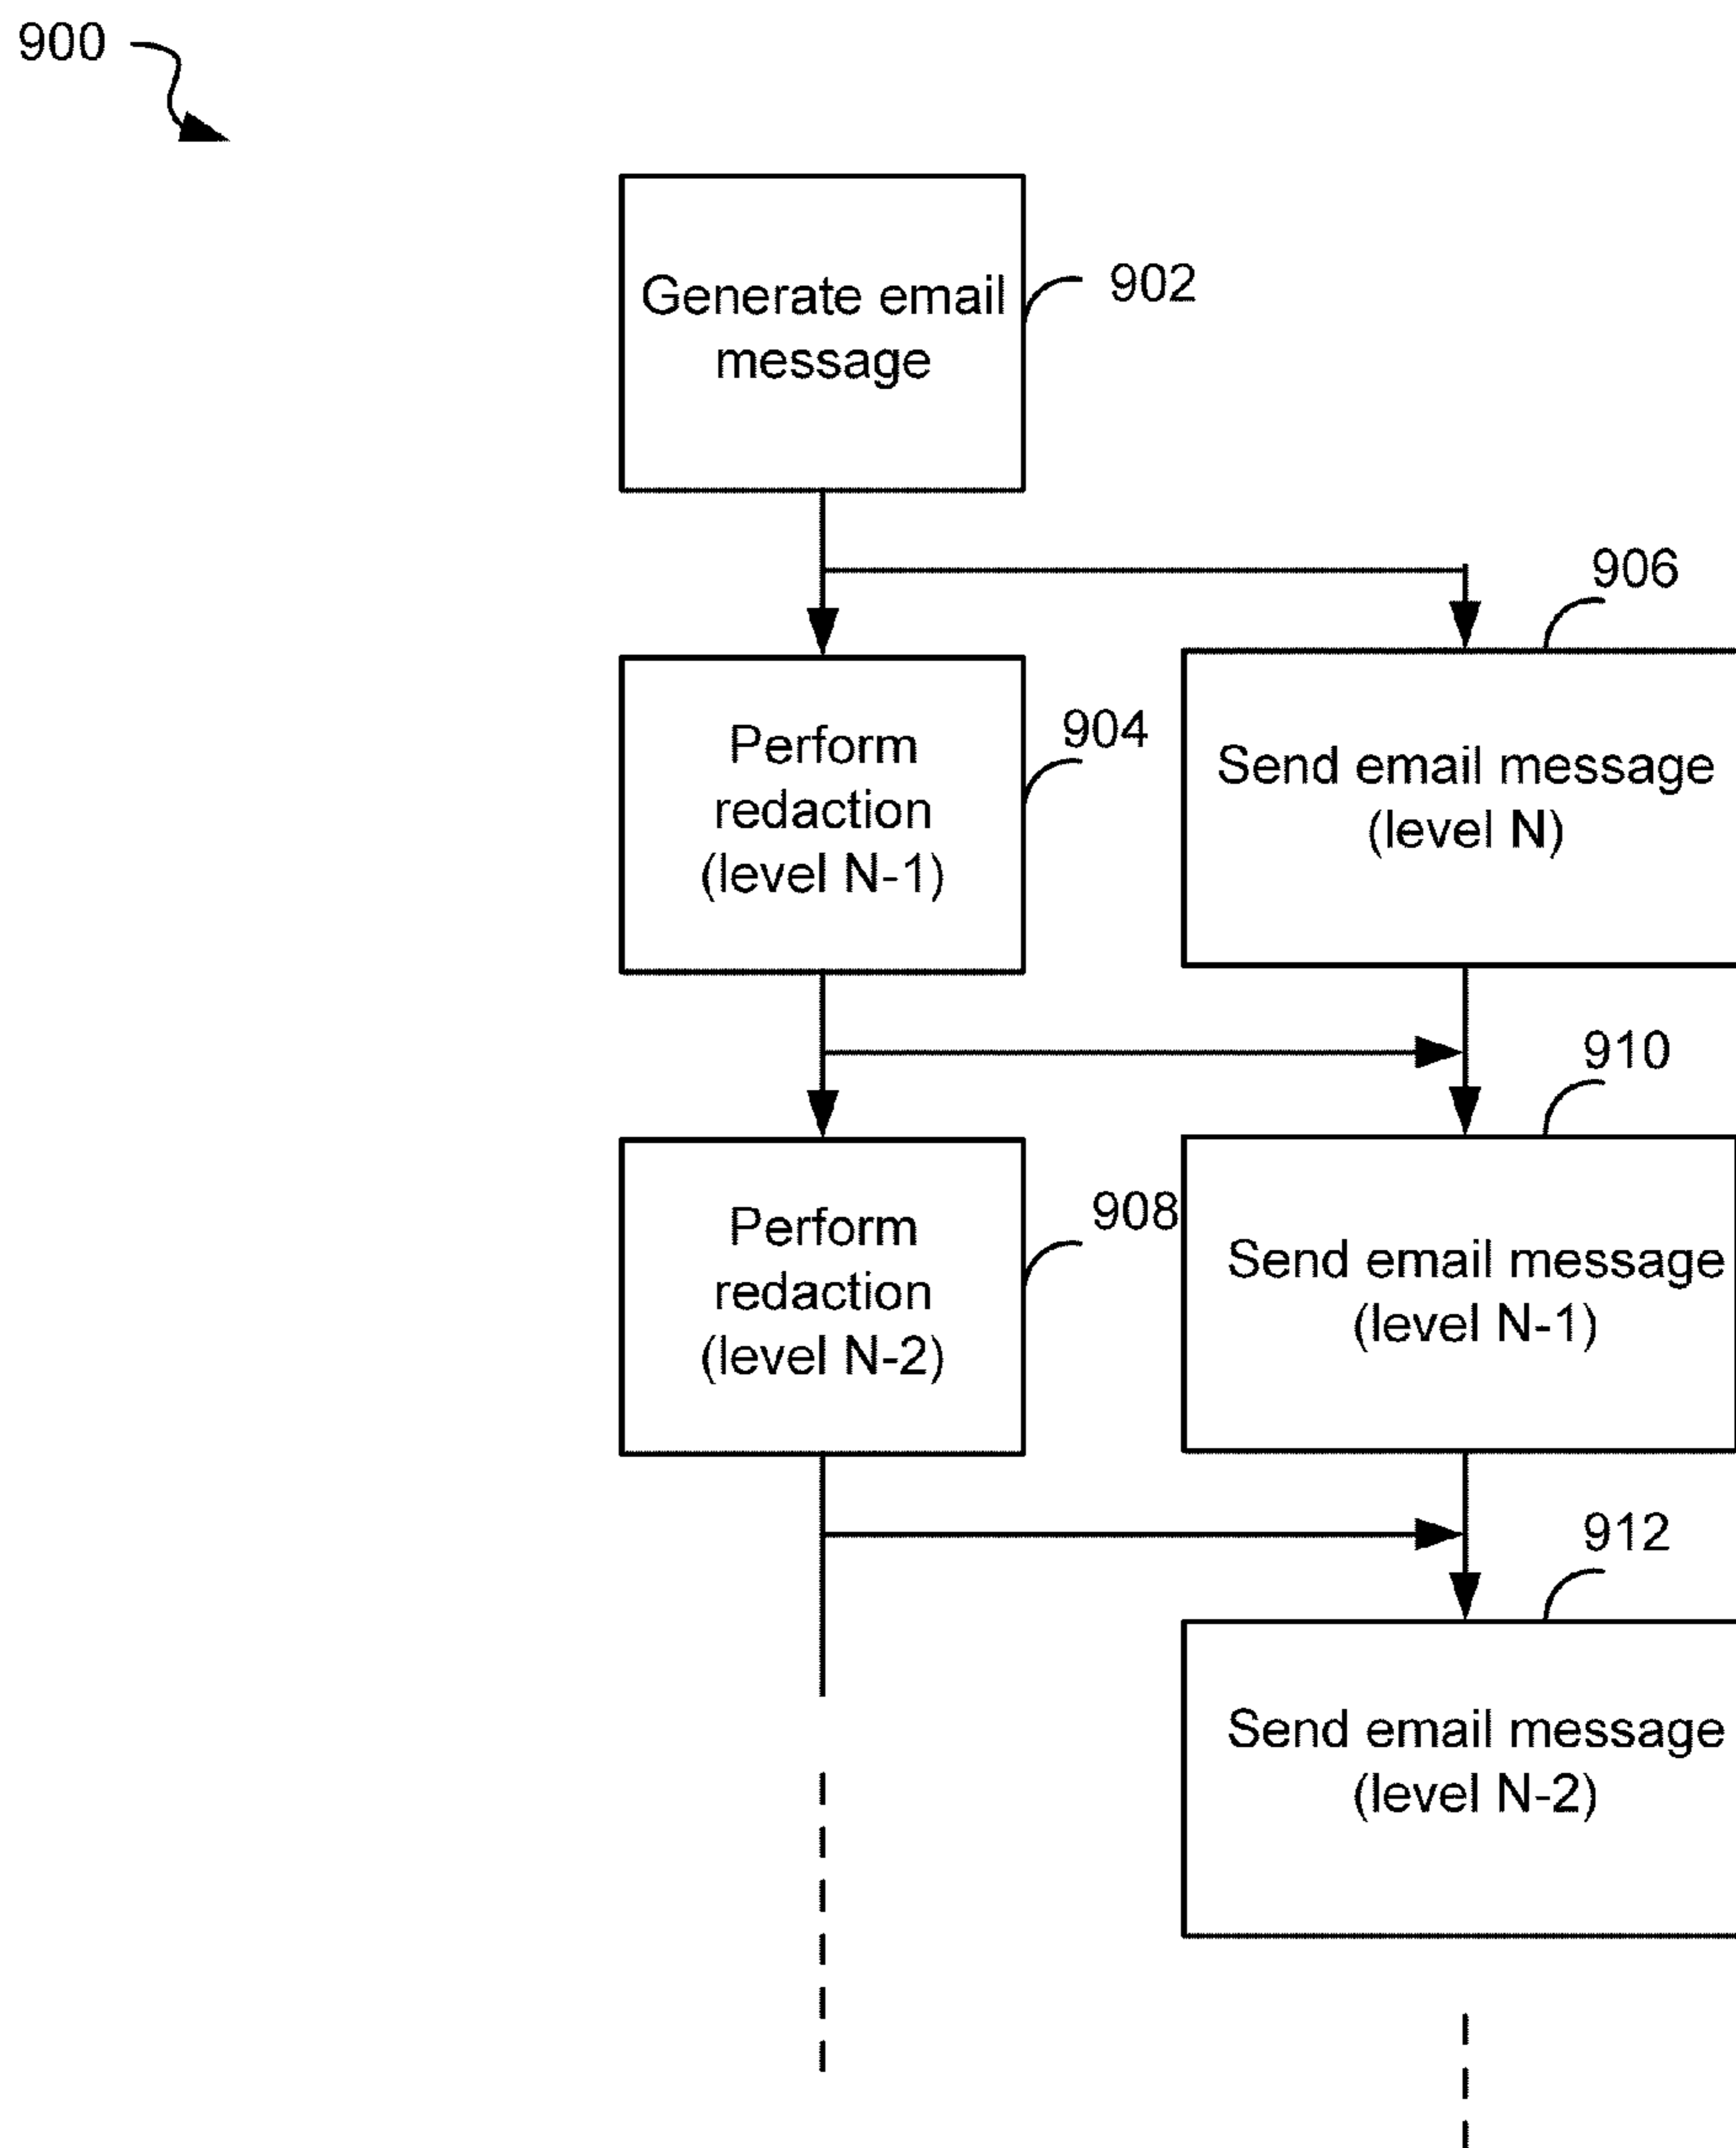 900
Generate email
message
902
906
Perform
redaction
(level N-1)
904
Send email message
(level N)
910
Perform
redaction
(level N-2)
908
Send email message
(level N-1)
912
Send email message
(level N-2)